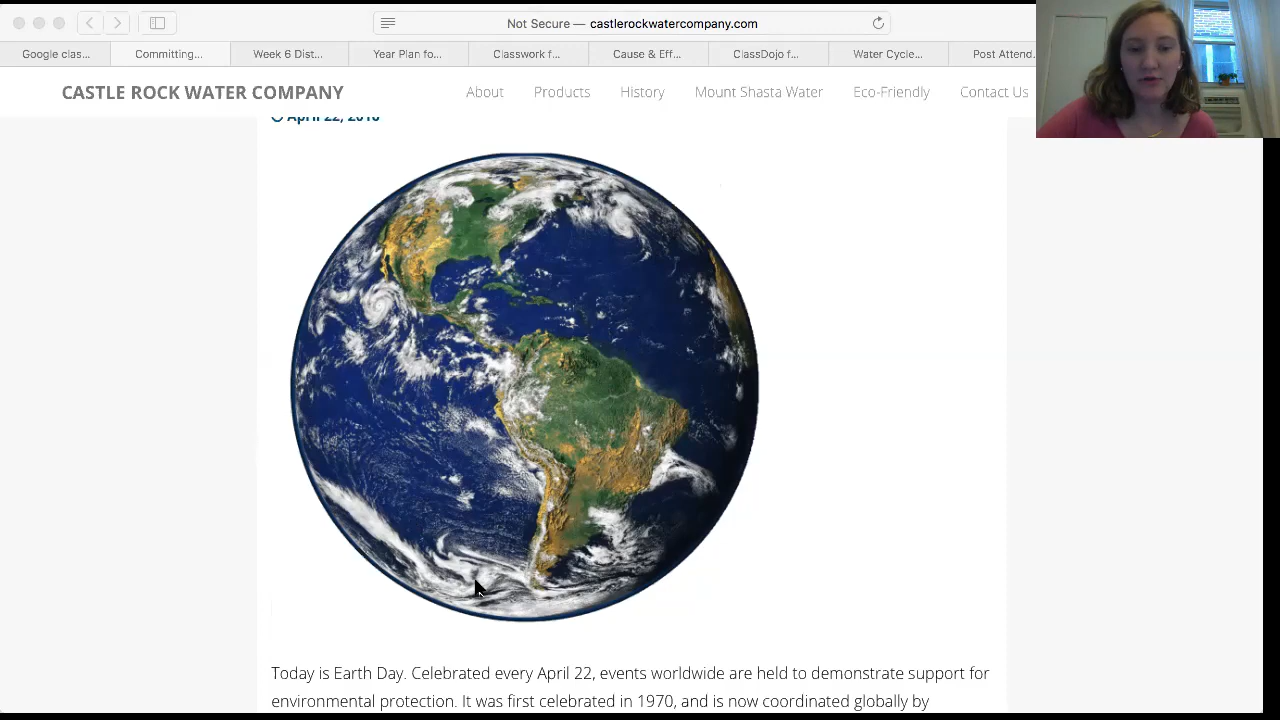 Not Secure — castlerockwatercompany.com
Google
Committing...
Week 6 Dist...
Year Plan fo...
Classwork f...
Cause & Eff...
ClassDojo f...
Water Cycle...
Post Attend.
CASTLE ROCK WATER COMPANY
About Products History Mount Shasta Water Eco-Friendly Contact Us
April 22,
Today is Earth Day. Celebrated every April 22, events worldwide are held to demonstrate support for
environmental protection. It was first celebrated in 1970, and is now coordinated globally by